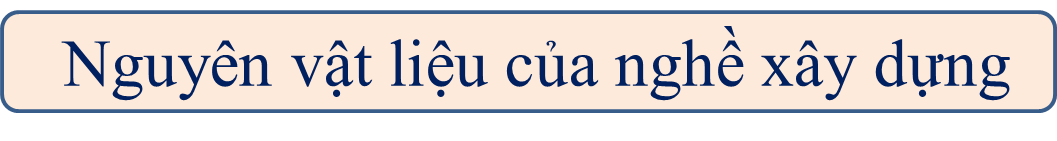 Nguyên vật liệu của nghề xây dựng